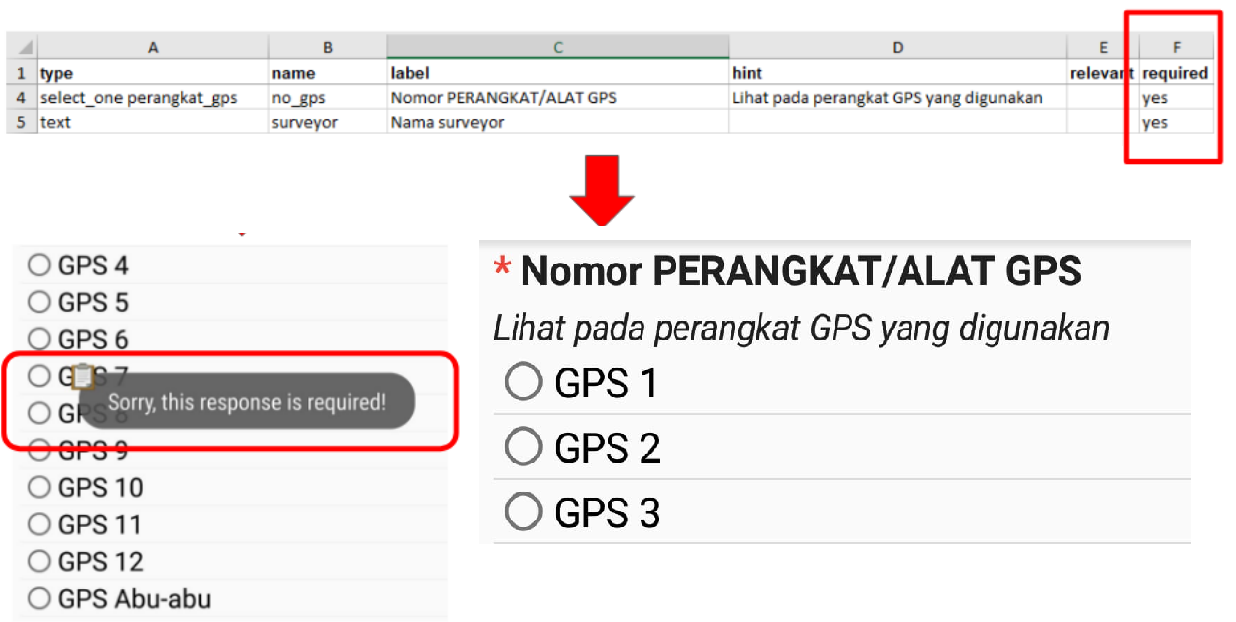 A B C D E F
1 type name label hint relevant required
4 select_one perangkat_gps no_gps Nomor PERANGKAT/ALAT GPS Lihat pada perangkat GPS yang digunakan yes
5 text surveyor Nama surveyor yes
GPS 4
GPS 5
GPS 6
GPS 7
Sorry, this response is required!
GPS 8
GPS 9
GPS 10
GPS 11
GPS 12
GPS Abu-abu
* Nomor PERANGKAT/ALAT GPS
Lihat pada perangkat GPS yang digunakan
GPS 1
GPS 2
GPS 3